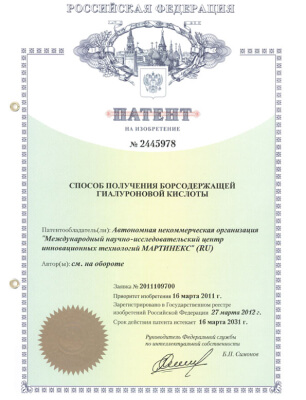 РОССИЙСКАЯ ФЕДЕРАЦИЯ
ПАТЕНТ
НА ИЗОБРЕТЕНИЕ
№ 2445978
СПОСОБ ПОЛУЧЕНИЯ БОРСОДЕРЖАЩЕЙ
ГИАЛУРОНОВОЙ КИСЛОТЫ
Патентообладатель(ли): Автономная некоммерческая организация
"Международный научно-исследовательский центр
инновационных технологий МАРТИНЕКС" (RU)
Автор(ы): см. на обороте
Заявка № 2011109700
Приоритет изобретения 16 марта 2011 г.
Зарегистрировано в Государственном реестре
изобретений Российской Федерации 27 марта 2012 г.
Срок действия патента истекает 16 марта 2031 г.
Руководитель Федеральной службы
по интеллектуальной собственности
Б.П. Симонов